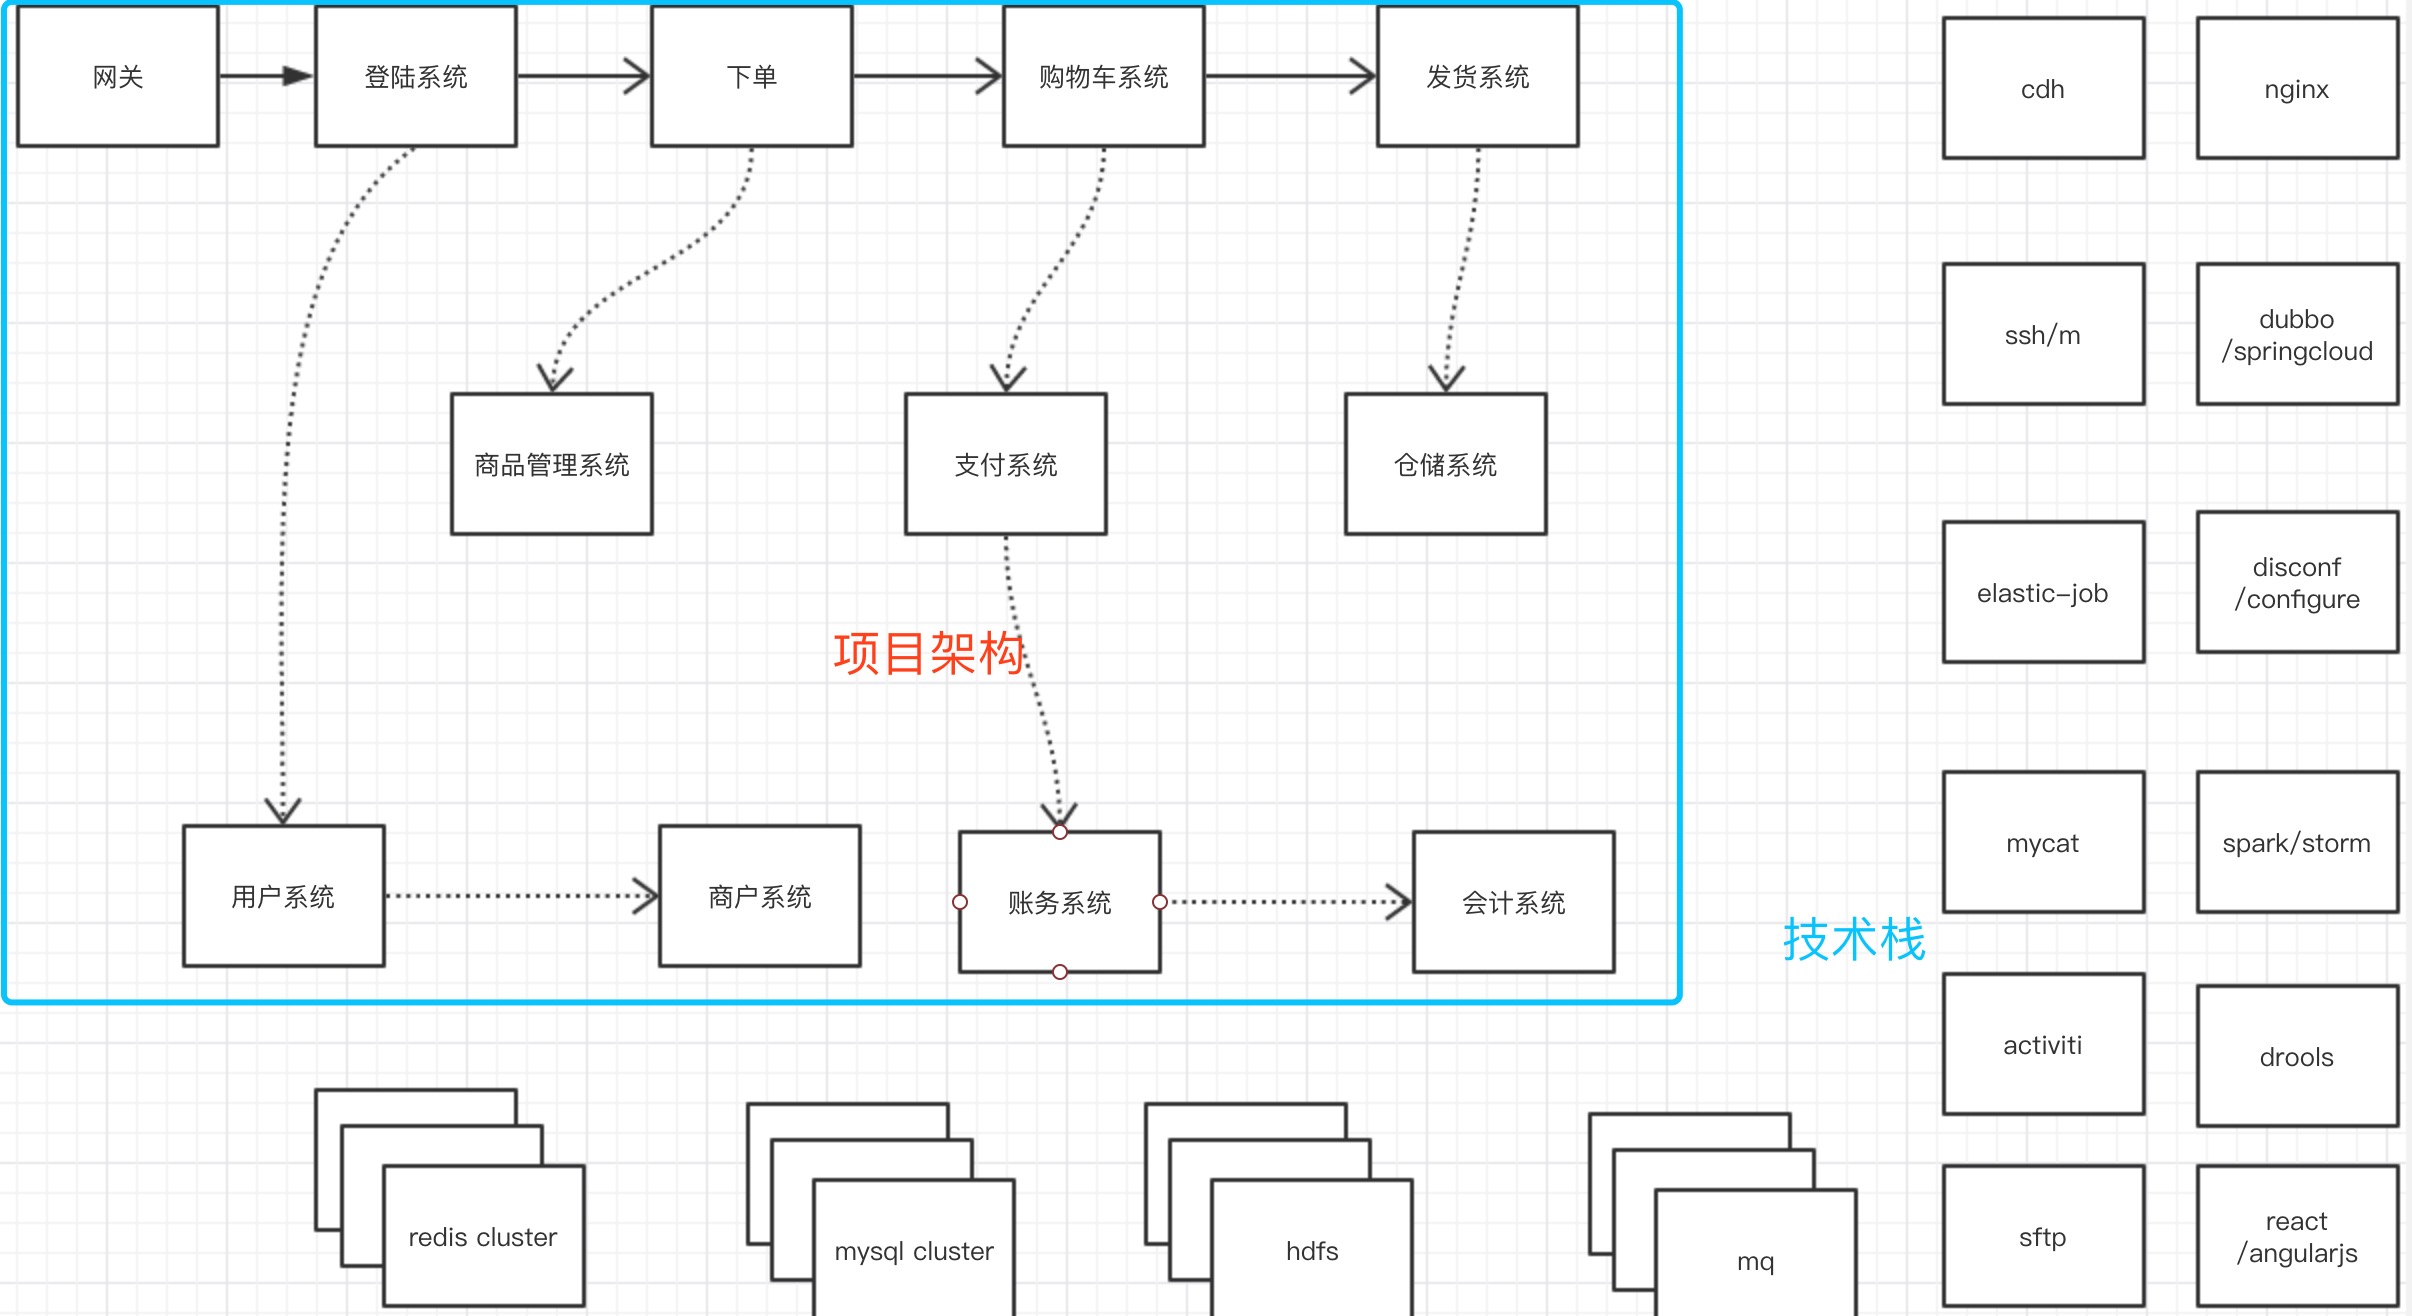 网关
登陆系统
下单
购物车系统
发货系统
商品管理系统
支付系统
仓储系统
项目架构
用户系统
商户系统
账务系统
会计系统
redis cluster
mysql cluster
hdfs
mq
技术栈
cdh
nginx
ssh/m
dubbo
/springcloud
elastic-job
disconf
/configure
mycat
spark/storm
activiti
drools
sftp
react
/angularjs